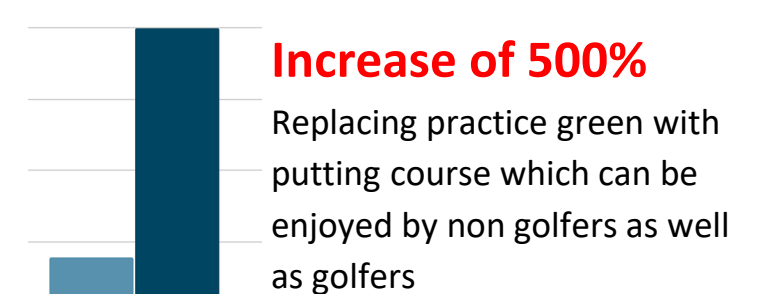 Increase of 500%
Replacing practice green with
putting course which can be
enjoyed by non golfers as well
as golfers